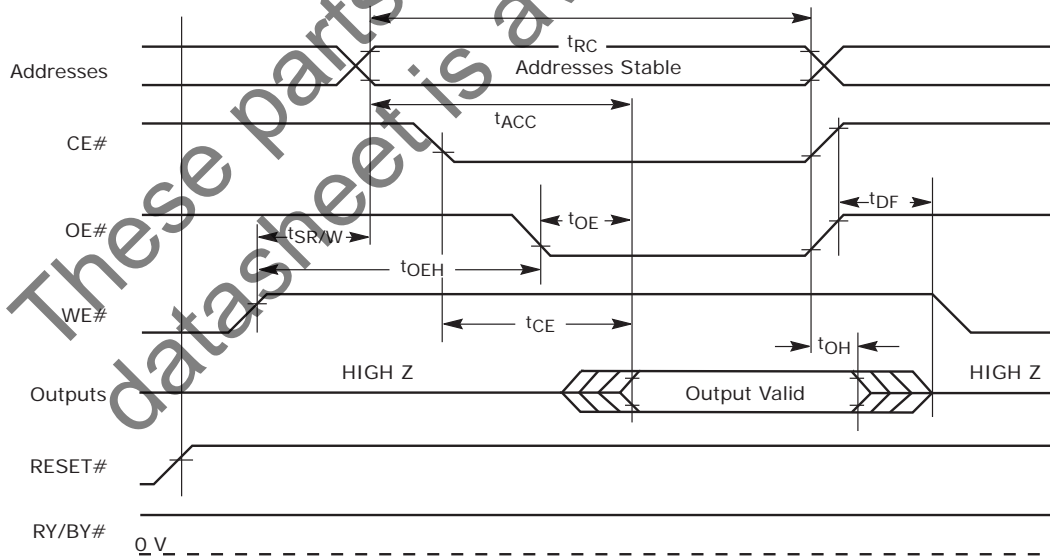 tRC
Addresses
Addresses Stable
tACC
CE#
tDF
OE#
tOE
tSR/W
tOEH
WE#
tCE
tOH
HIGH Z
HIGH Z
Outputs
Output Valid
RESET#
RY/BY#
0 V
These parts
datasheet is a